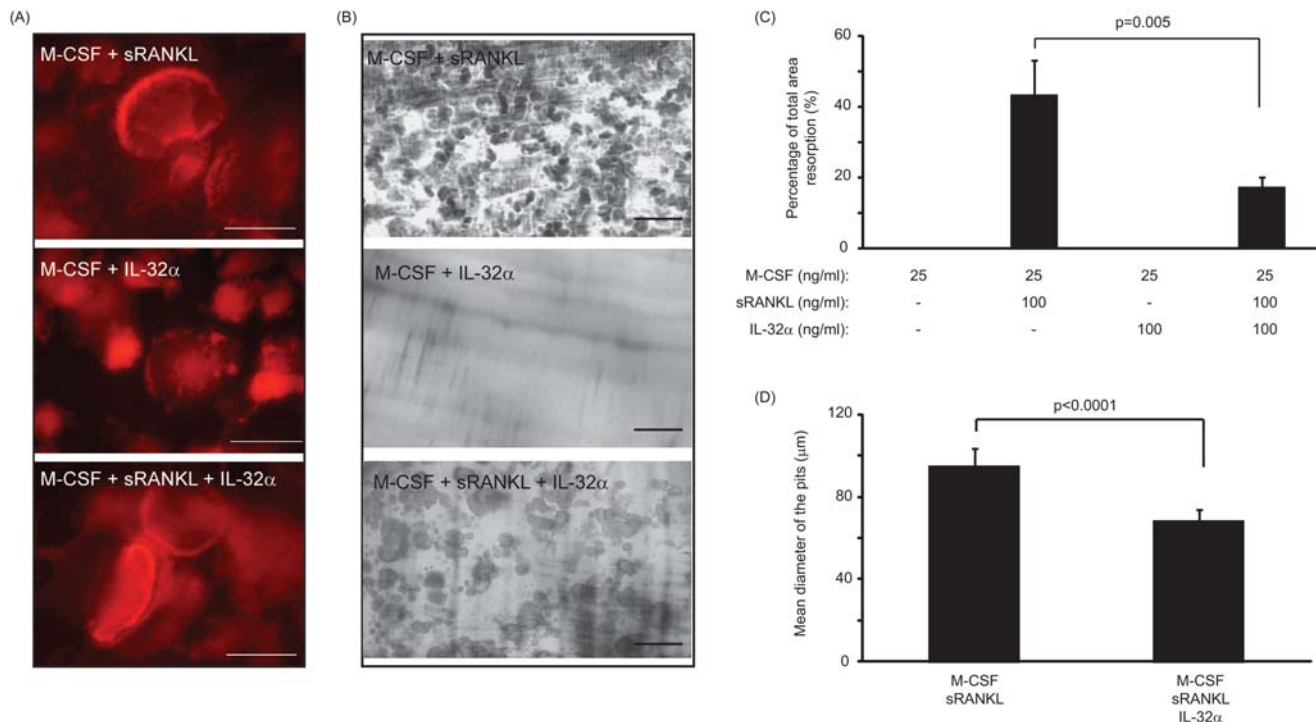 (A)
M-CSF + sRANKL
M-CSF + IL-32α
M-CSF + sRANKL + IL-32α
(B)
M-CSF + sRANKL
M-CSF + IL-32α
M-CSF + sRANKL + IL-32α
(C)
p=0.005
Percentage of total area
resorption (%)
60
40
20
0
M-CSF (ng/ml): 25 25 25 25
sRANKL (ng/ml): - 100 - 100
IL-32α (ng/ml): - - 100 100
(D)
p<0.0001
Mean diameter of the pits (μm)
120
80
60
40
0
M-CSF
sRANKL
M-CSF
sRANKL
IL-32α